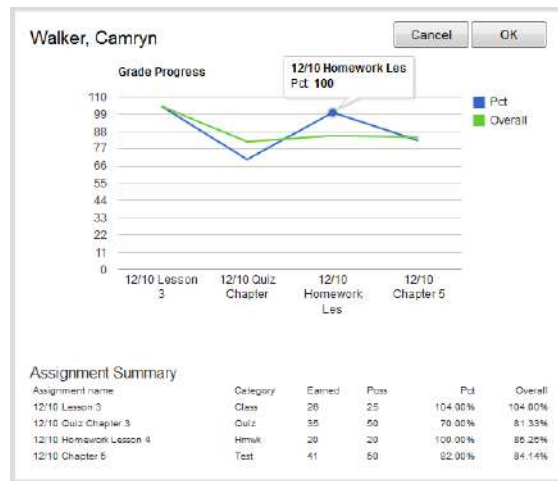 Walker, Camryn
Cancel
OK
Grade Progress
12/10 Homework Les
Pct 100
Pct
Overall
110
99
88
77
66
55
44
33
22
11
0
12/10 Lesson 3
12/10 Quiz Chapter
12/10 Homework Les
12/10 Chapter 5
Assignment Summary
Assignment name Category Earned Poss Pct Overall
12/10 Lesson 3 Class 26 25 104.00% 104.00%
12/10 Quiz Chapter 3 Quiz 35 50 70.00% 81.33%
12/10 Homework Lesson 4 Hmwk 20 20 100.00% 85.26%
12/10 Chapter 5 Test 41 50 82.00% 84.14%